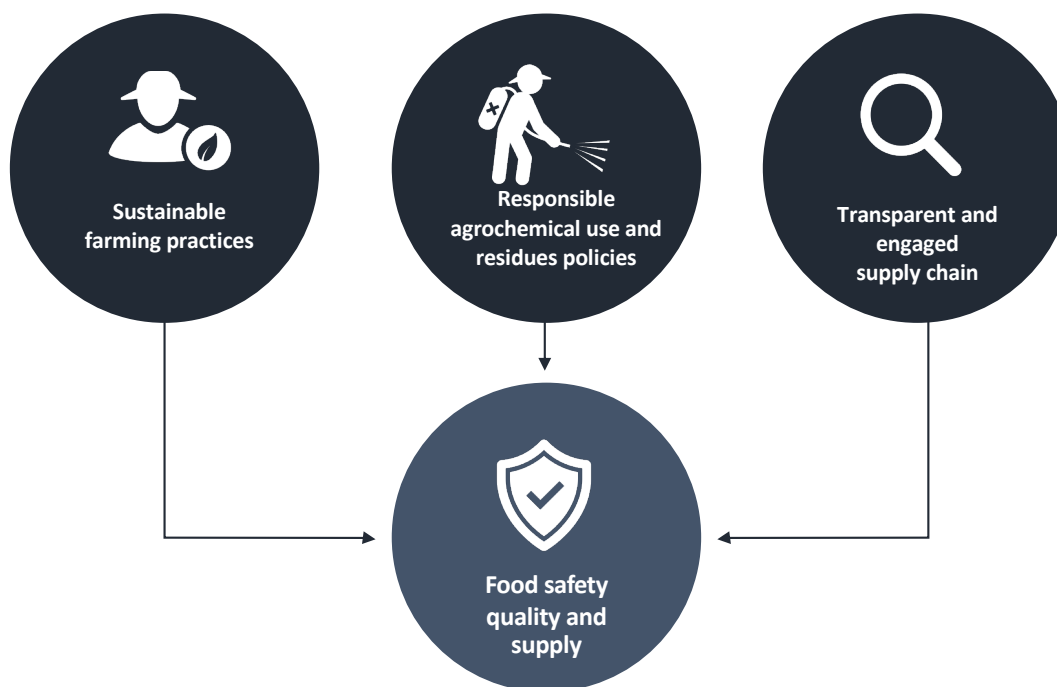 Sustainable
farming practices
Responsible
agrochemical use and
residues policies
Transparent and
engaged
supply chain
Food safety
quality and
supply